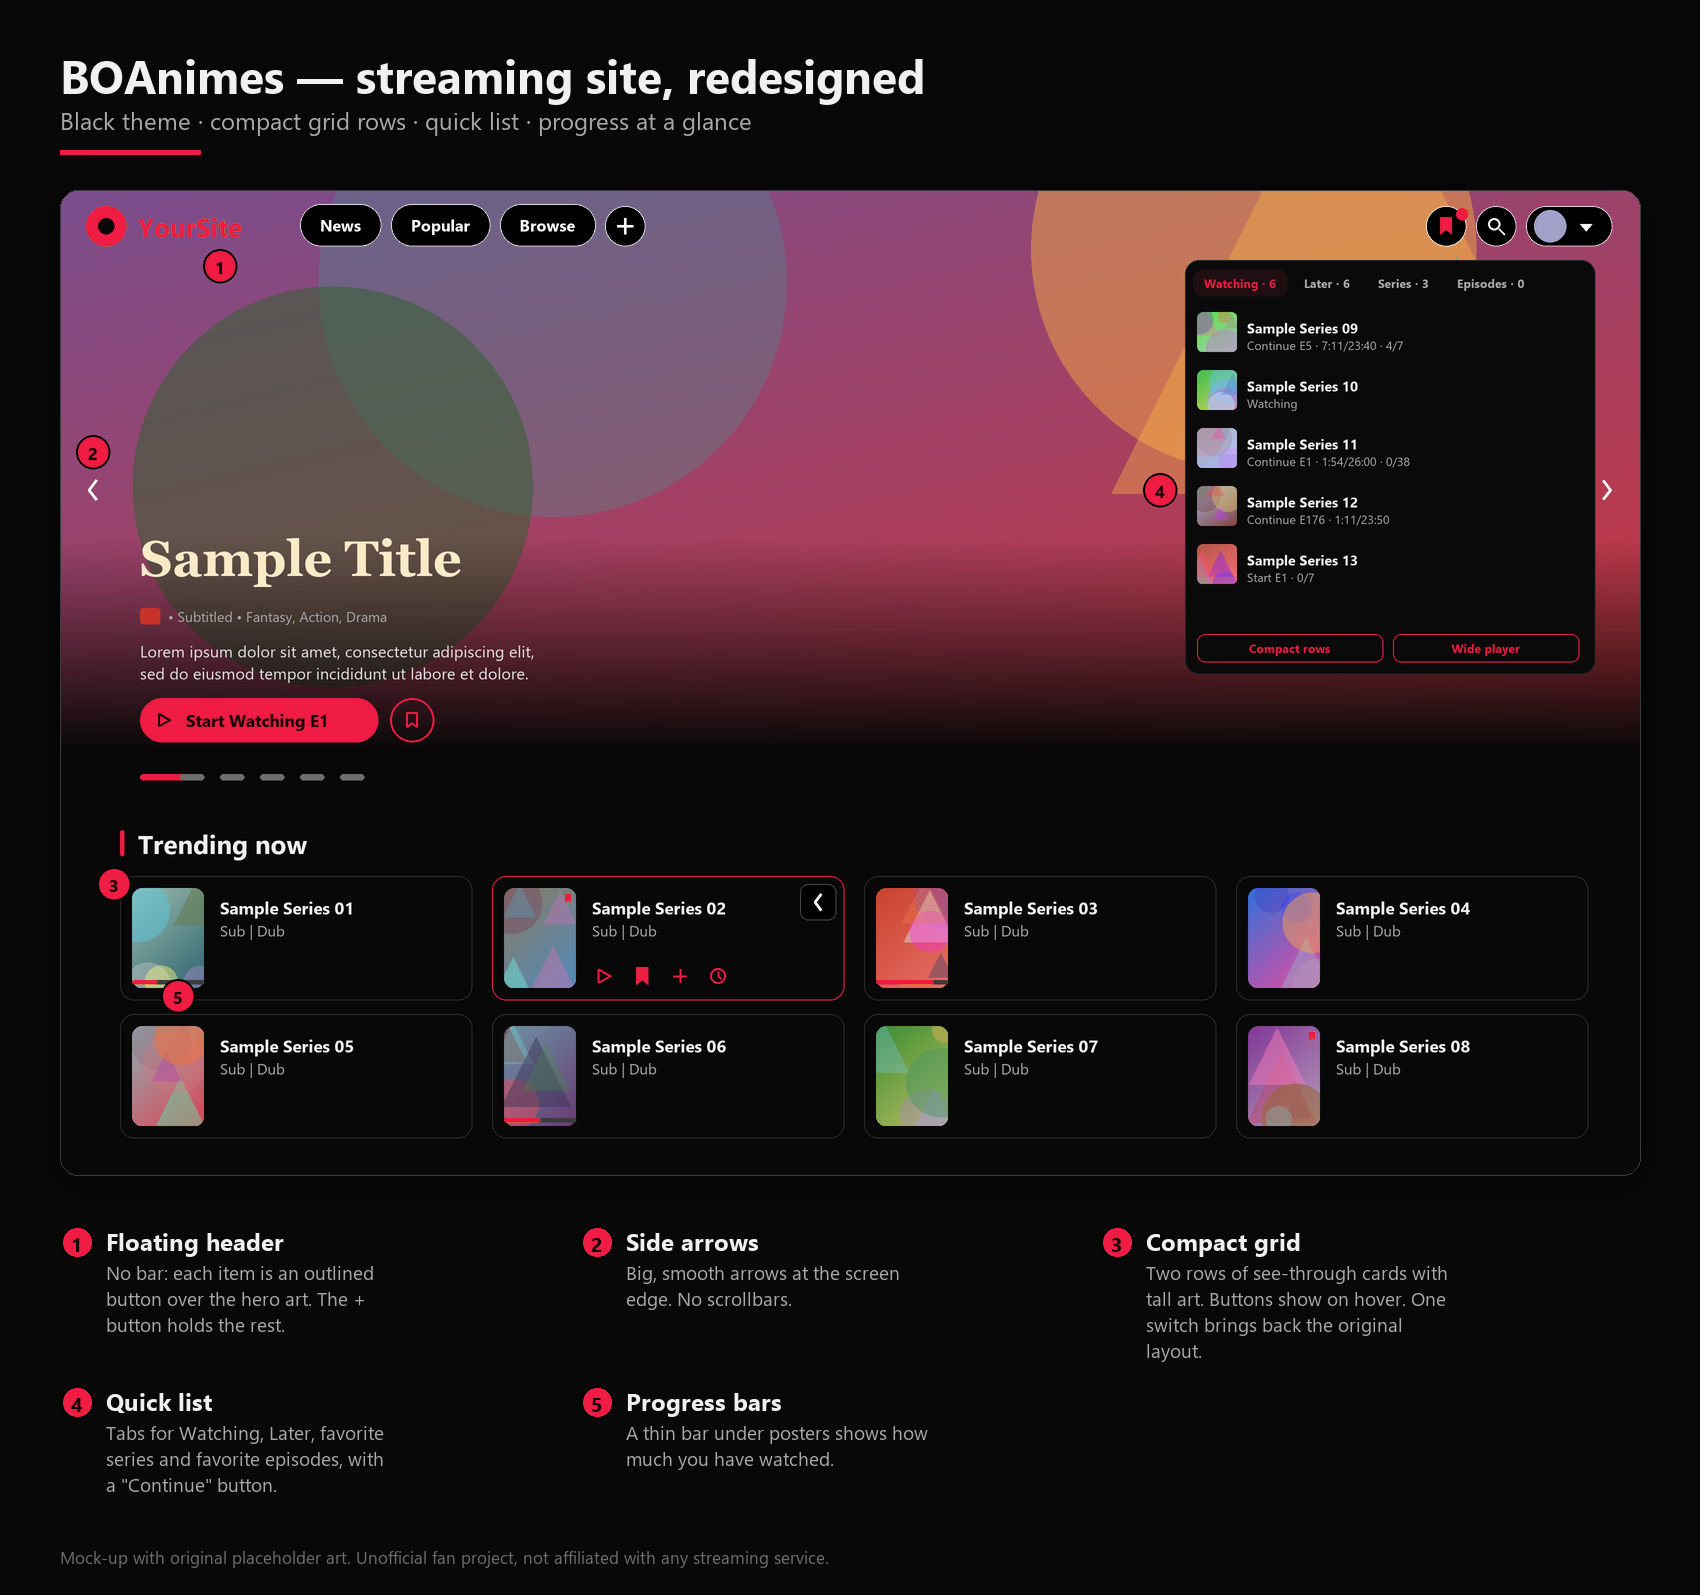 BOAnimes — streaming site, redesigned
Black theme · compact grid rows · quick list · progress at a glance
YourSite
News
Popular
Browse
1
Watching · 6
Later · 6
Series · 3
Episodes · 0
Sample Series 09
Continue E5 · 7:11/23:40 · 4/7
Sample Series 10
Watching
Sample Series 11
Continue E1 · 1:54/26:00 · 0/38
Sample Series 12
Continue E176 · 1:11/23:50
Sample Series 13
Start E1 · 0/7
Compact rows
Wide player
2
4
Sample Title
• Subtitled • Fantasy, Action, Drama
Lorem ipsum dolor sit amet, consectetur adipiscing elit,
sed do eiusmod tempor incididunt ut labore et dolore.
Start Watching E1
Trending now
3
Sample Series 01
Sub | Dub
Sample Series 02
Sub | Dub
Sample Series 03
Sub | Dub
Sample Series 04
Sub | Dub
5
Sample Series 05
Sub | Dub
Sample Series 06
Sub | Dub
Sample Series 07
Sub | Dub
Sample Series 08
Sub | Dub
1
Floating header
No bar: each item is an outlined
button over the hero art. The +
button holds the rest.
2
Side arrows
Big, smooth arrows at the screen
edge. No scrollbars.
3
Compact grid
Two rows of see-through cards with
tall art. Buttons show on hover. One
switch brings back the original
layout.
4
Quick list
Tabs for Watching, Later, favorite
series and favorite episodes, with
a "Continue" button.
5
Progress bars
A thin bar under posters shows how
much you have watched.
Mock-up with original placeholder art. Unofficial fan project, not affiliated with any streaming service.